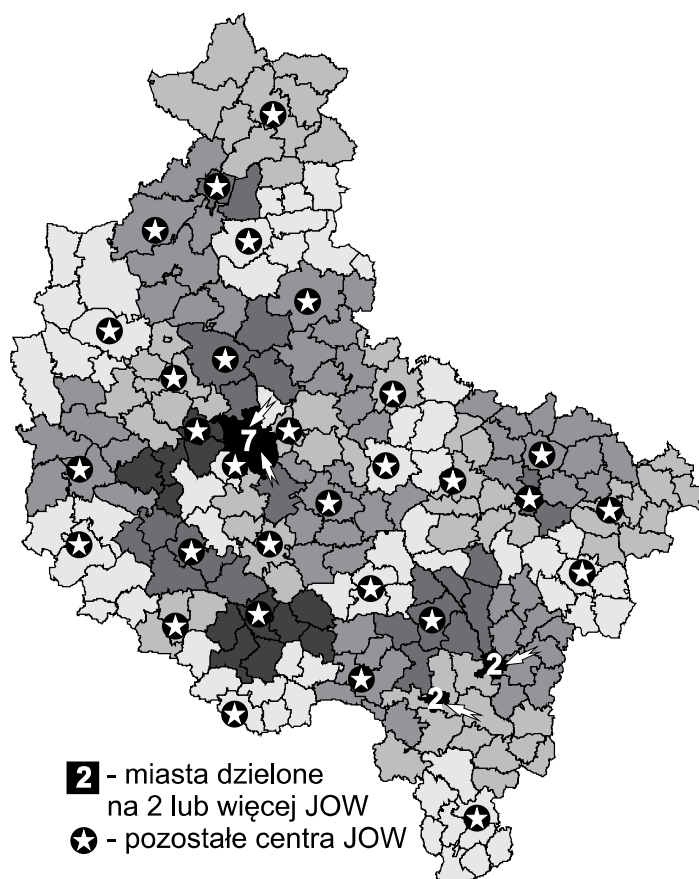 7
2
2
2 - miasta dzielone
na 2 lub więcej JOW
- pozostałe centra JOW